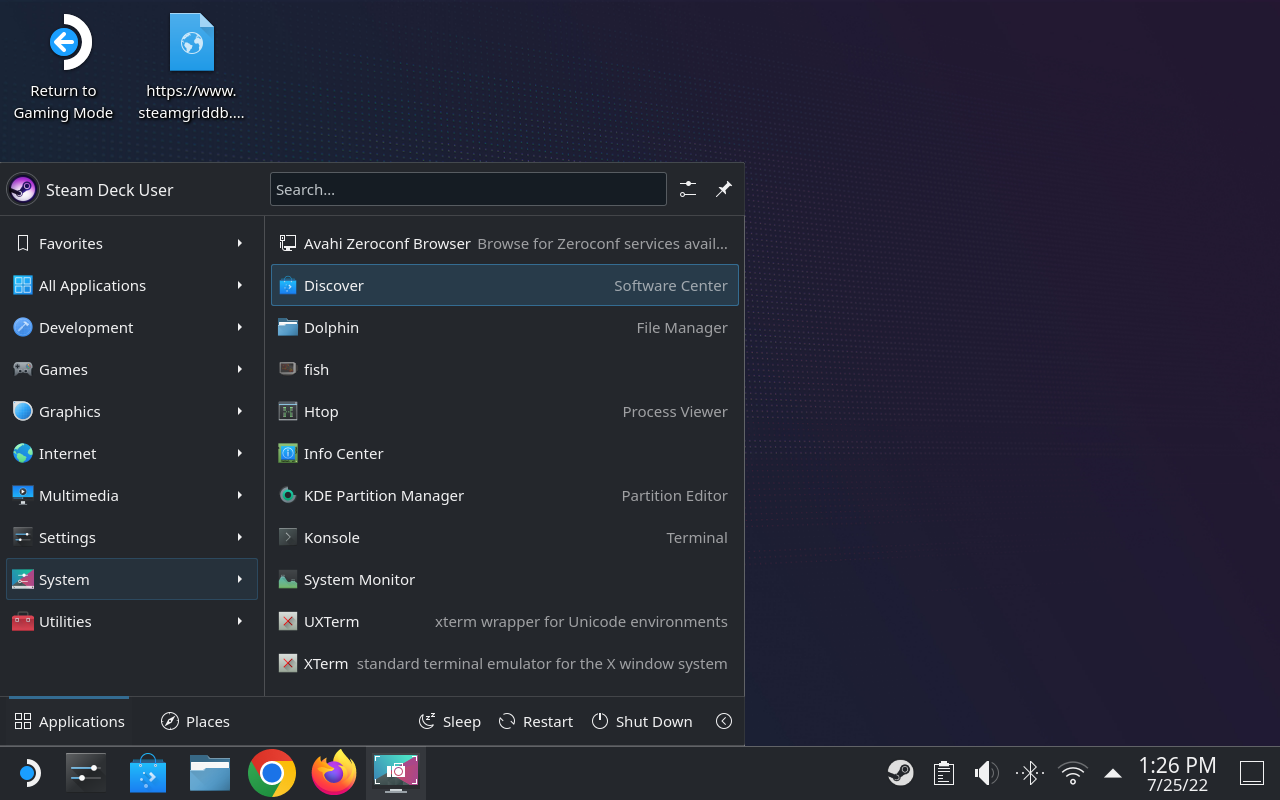 Return to
Gaming Mode
https://www.
steamgriddb....
Steam Deck User
Search...
Favorites
All Applications
Development
Games
Graphics
Internet
Multimedia
Settings
System
Utilities
Avahi Zeroconf Browser Browse for Zeroconf services avail...
Discover Software Center
Dolphin File Manager
fish
Htop Process Viewer
Info Center
KDE Partition Manager Partition Editor
Konsole Terminal
System Monitor
UXTerm xterm wrapper for Unicode environments
XTerm standard terminal emulator for the X window system
Applications Places Sleep Restart Shut Down
1:26 PM
7/25/22